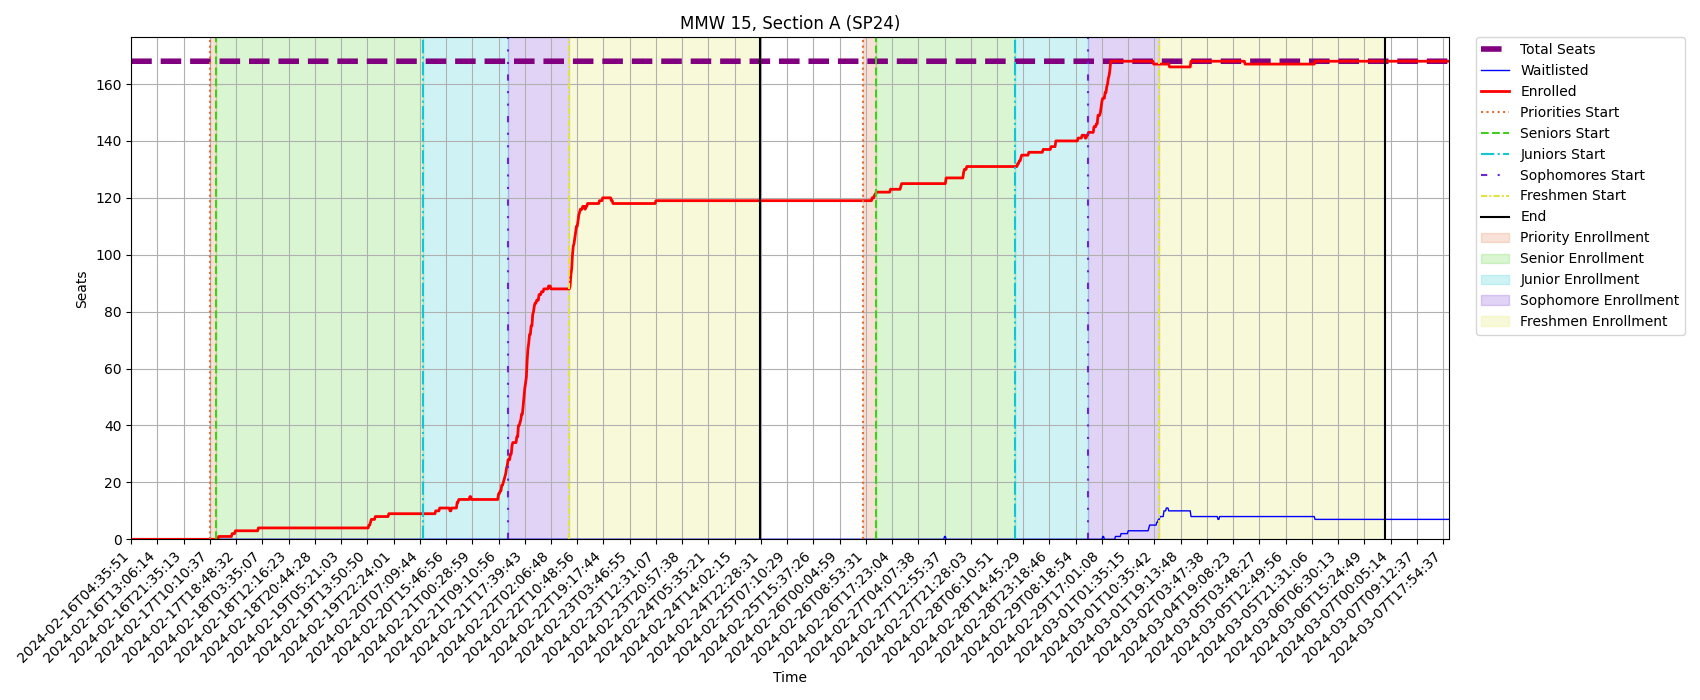 MMW 15, Section A (SP24)
Seats
160
140
120
100
80
60
40
20
0
2024-02-16T04:35:51
2024-02-16T13:06:14
2024-02-16T21:35:13
2024-02-17T10:10:37
2024-02-17T18:48:32
2024-02-18T03:35:07
2024-02-18T12:16:23
2024-02-18T20:44:28
2024-02-19T05:21:03
2024-02-19T13:50:50
2024-02-19T22:24:01
2024-02-20T07:09:44
2024-02-20T15:46:56
2024-02-21T00:28:59
2024-02-21T09:10:56
2024-02-21T17:39:43
2024-02-22T02:06:48
2024-02-22T10:48:56
2024-02-22T19:17:44
2024-02-23T03:46:55
2024-02-23T12:31:07
2024-02-23T20:57:38
2024-02-24T05:35:21
2024-02-24T14:02:15
2024-02-24T22:28:31
2024-02-25T07:10:29
2024-02-25T15:37:26
2024-02-26T00:04:59
2024-02-26T08:53:31
2024-02-26T17:23:04
2024-02-27T04:07:38
2024-02-27T12:55:37
2024-02-27T21:28:03
2024-02-28T06:10:51
2024-02-28T14:45:29
2024-02-28T23:18:46
2024-02-29T08:18:54
2024-02-29T17:01:08
2024-03-01T01:35:15
2024-03-01T10:35:42
2024-03-01T19:13:48
2024-03-02T03:47:38
2024-03-04T19:08:23
2024-03-05T03:48:27
2024-03-05T12:49:56
2024-03-05T21:31:06
2024-03-06T06:30:13
2024-03-06T15:24:49
2024-03-07T00:05:14
2024-03-07T09:12:37
2024-03-07T17:54:37
Time
Total Seats
Waitlisted
Enrolled
Priorities Start
Seniors Start
Juniors Start
Sophomores Start
Freshmen Start
End
Priority Enrollment
Senior Enrollment
Junior Enrollment
Sophomore Enrollment
Freshmen Enrollment